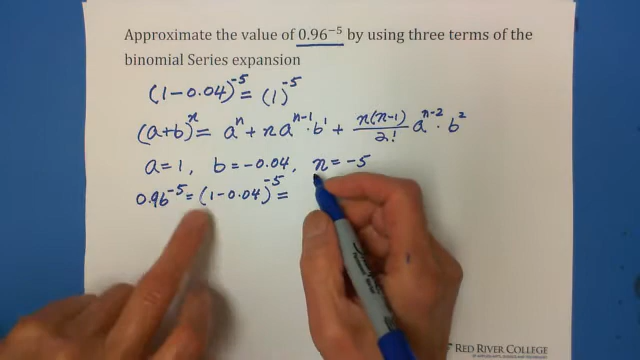 Approximate the value of 0.96⁻⁵ by using three terms of the
binomial Series expansion
(1-0.04)⁻⁵ = (1)⁻⁵
(a+b)ⁿ = aⁿ + n aⁿ⁻¹·b¹ + n(n-1)/2! aⁿ⁻²·b²
a=1, b=-0.04, n=-5
0.96⁻⁵ = (1-0.04)⁻⁵ =
RED RIVER COLLEGE